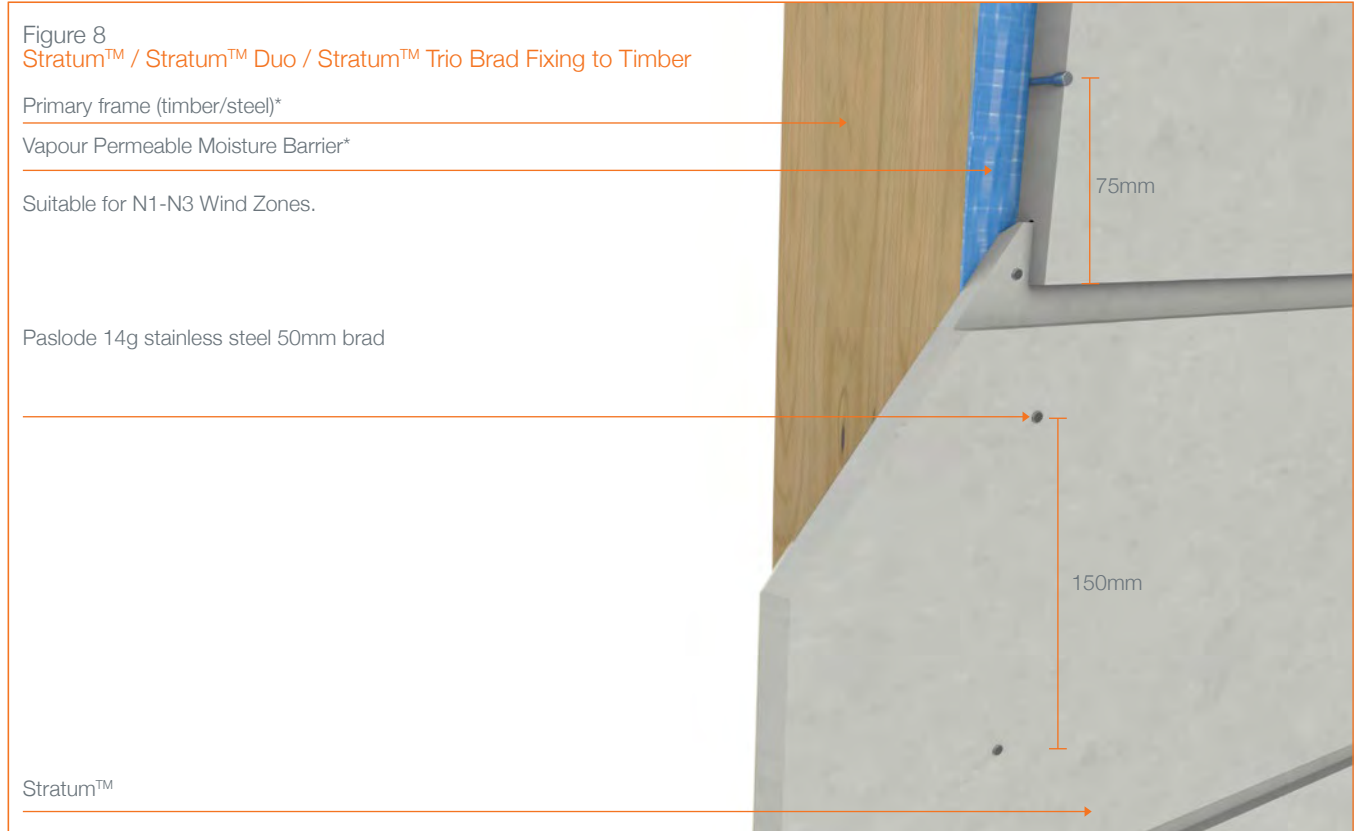 Figure 8
Stratum™ / Stratum™ Duo / Stratum™ Trio Brad Fixing to Timber
Primary frame (timber/steel)*
Vapour Permeable Moisture Barrier*
75mm
Suitable for N1-N3 Wind Zones.
Paslode 14g stainless steel 50mm brad
150mm
Stratum™